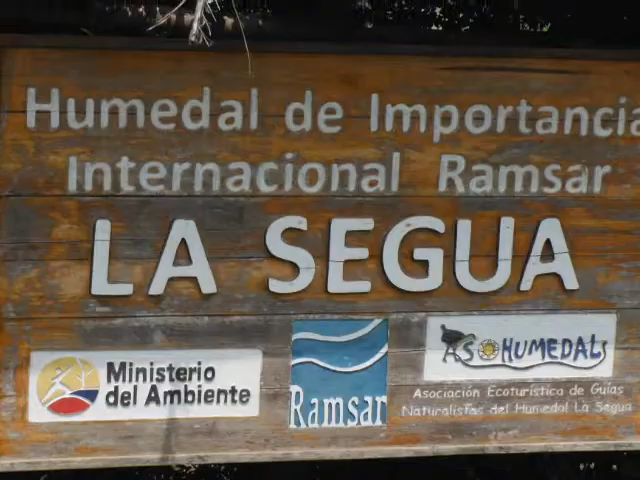 Humedal de Importancia
Internacional Ramsar
LA SEGUA
Ministerio
del Ambiente
Ramsar
ASOHUMEDALS
Asociación Ecoturística de Guías
Naturalistas del Humedal La Segua